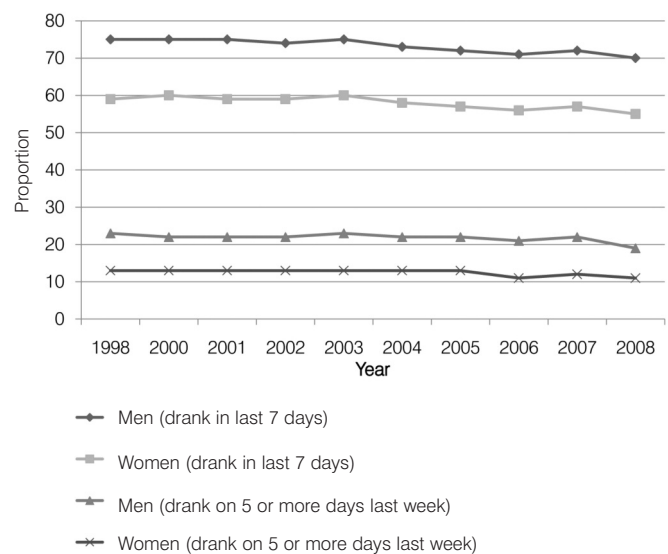 80
70
60
50
40
30
20
10
0
Proportion
1998 2000 2001 2002 2003 2004 2005 2006 2007 2008
Year
Men (drank in last 7 days)
Women (drank in last 7 days)
Men (drank on 5 or more days last week)
Women (drank on 5 or more days last week)